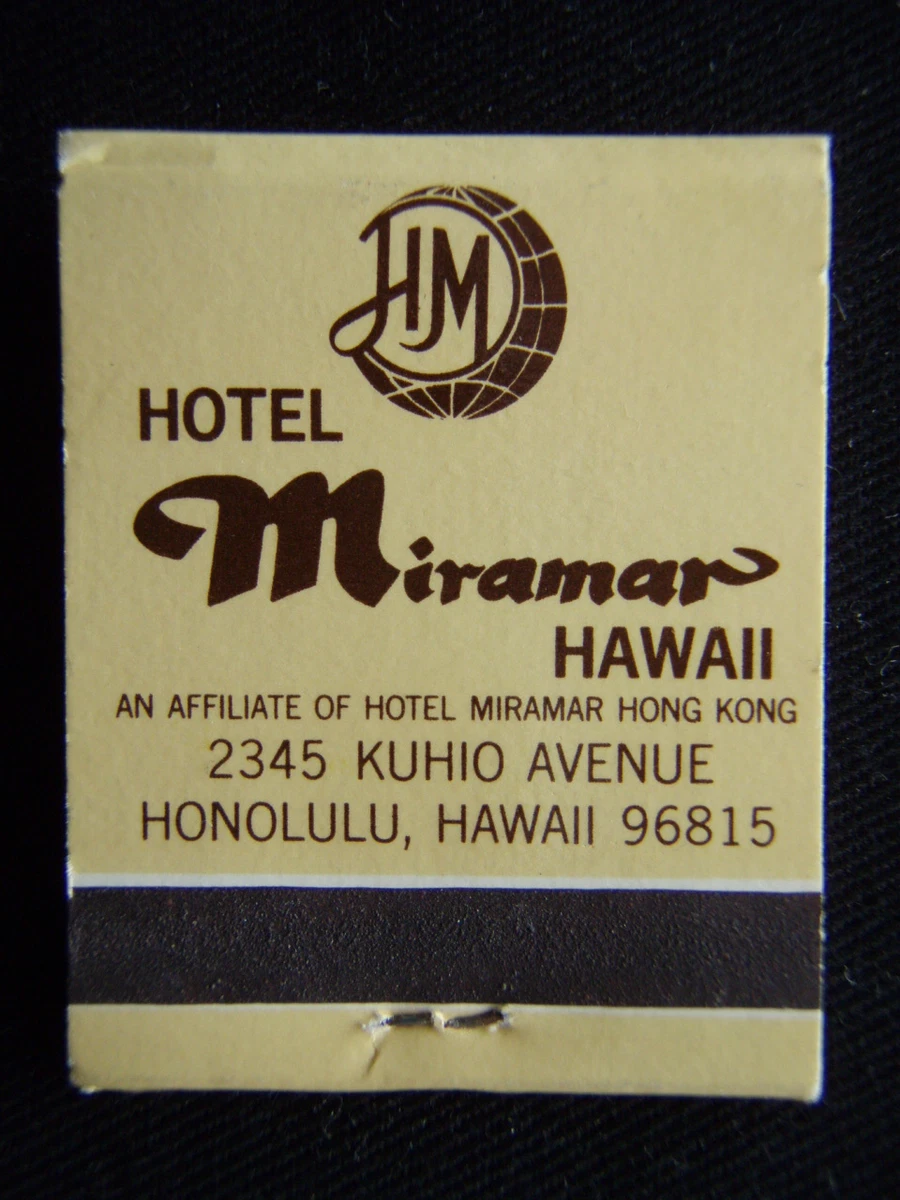 HM
HOTEL
Miramar
HAWAII
AN AFFILIATE OF HOTEL MIRAMAR HONG KONG
2345 KUHIO AVENUE
HONOLULU, HAWAII 96815